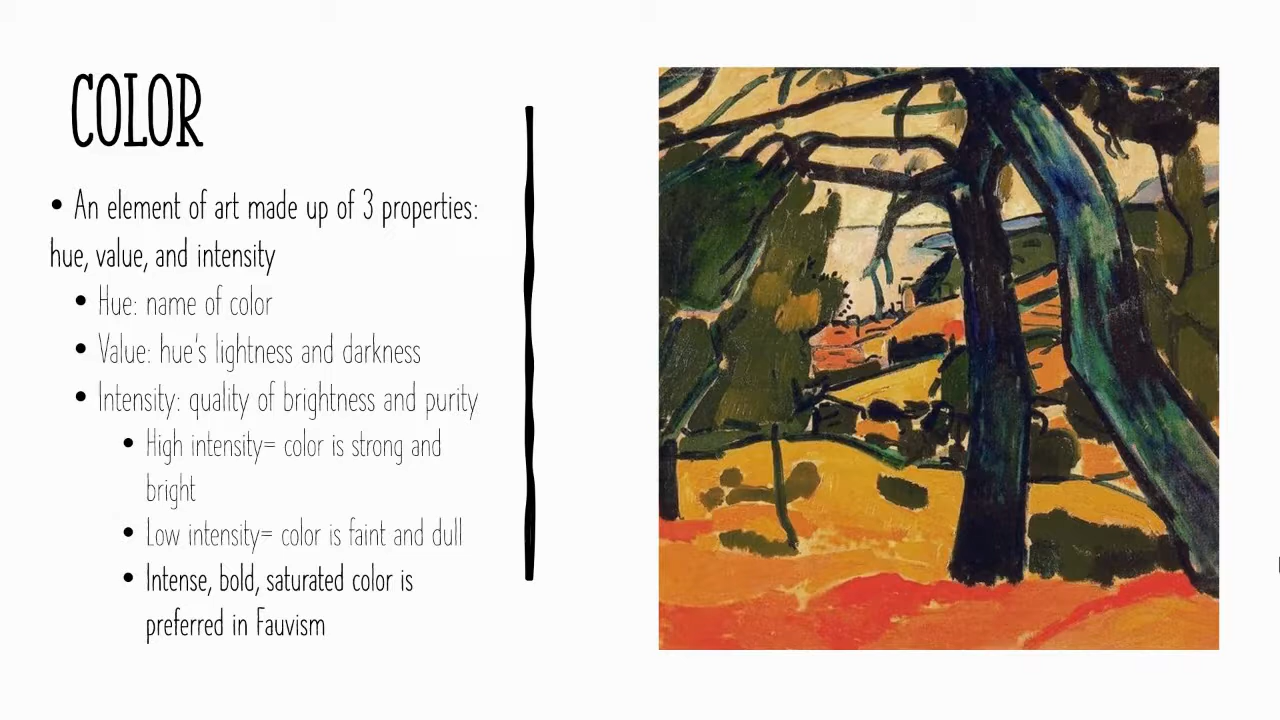 COLOR
• An element of art made up of 3 properties:
hue, value, and intensity
• Hue: name of color
• Value: hue's lightness and darkness
• Intensity: quality of brightness and purity
• High intensity= color is strong and
bright
• Low intensity= color is faint and dull
• Intense, bold, saturated color is
preferred in Fauvism